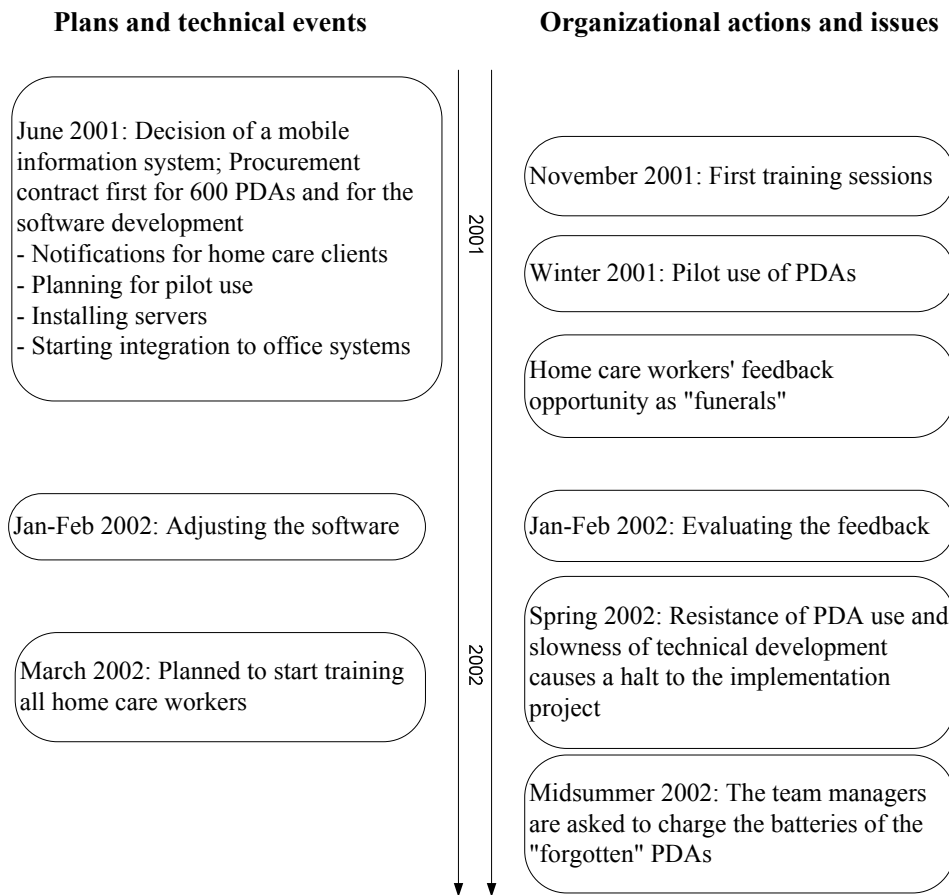 Plans and technical events
June 2001: Decision of a mobile
information system; Procurement
contract first for 600 PDAs and for the
software development
- Notifications for home care clients
- Planning for pilot use
- Installing servers
- Starting integration to office systems
Jan-Feb 2002: Adjusting the software
March 2002: Planned to start training
all home care workers
2001
2002
Organizational actions and issues
November 2001: First training sessions
Winter 2001: Pilot use of PDAs
Home care workers' feedback
opportunity as "funerals"
Jan-Feb 2002: Evaluating the feedback
Spring 2002: Resistance of PDA use and
slowness of technical development
causes a halt to the implementation
project
Midsummer 2002: The team managers
are asked to charge the batteries of the
"forgotten" PDAs